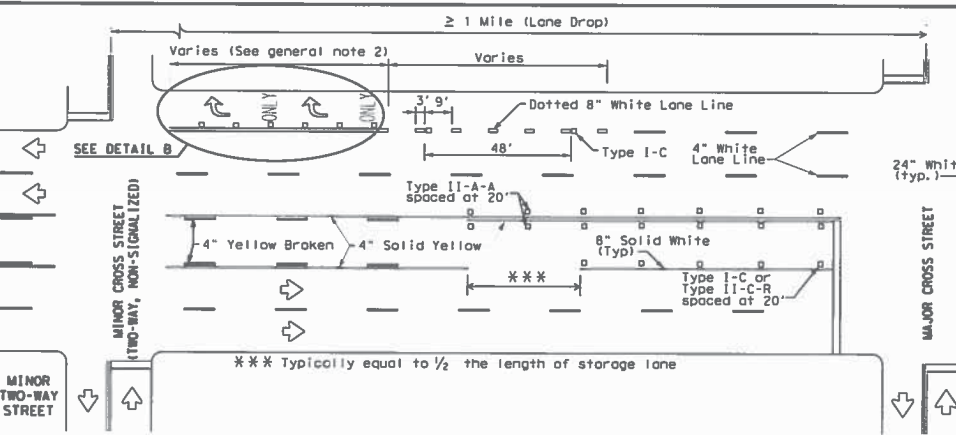 ≥ 1 Mile (Lane Drop)
Varies (See general note 2)
Varies
ONLY
ONLY
3' 9'
Dotted 8" White Lane Line
SEE DETAIL B
48'
Type I-C
4" White
Lane Line
24" Whit
(typ.)
Type II-A-A
spaced at 20'
4" Yellow Broken
4" Solid Yellow
8" Solid White
(Typ)
***
Type I-C or
Type II-C-R
spaced at 20'
MINOR CROSS STREET
(TWO-WAY, NON-SIGNALIZED)
MAJOR CROSS STREET
*** Typically equal to ½ the length of storage lane
MINOR
TWO-WAY
STREET